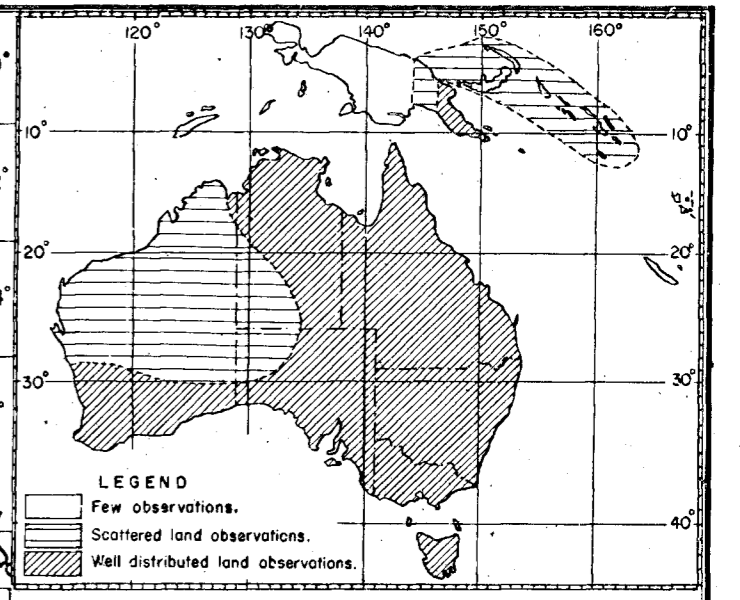 120° 130° 140° 150° 160°
10° 10°
20° 20°
30° 30°
40°
LEGEND
Few observations.
Scattered land observations.
Well distributed land observations.